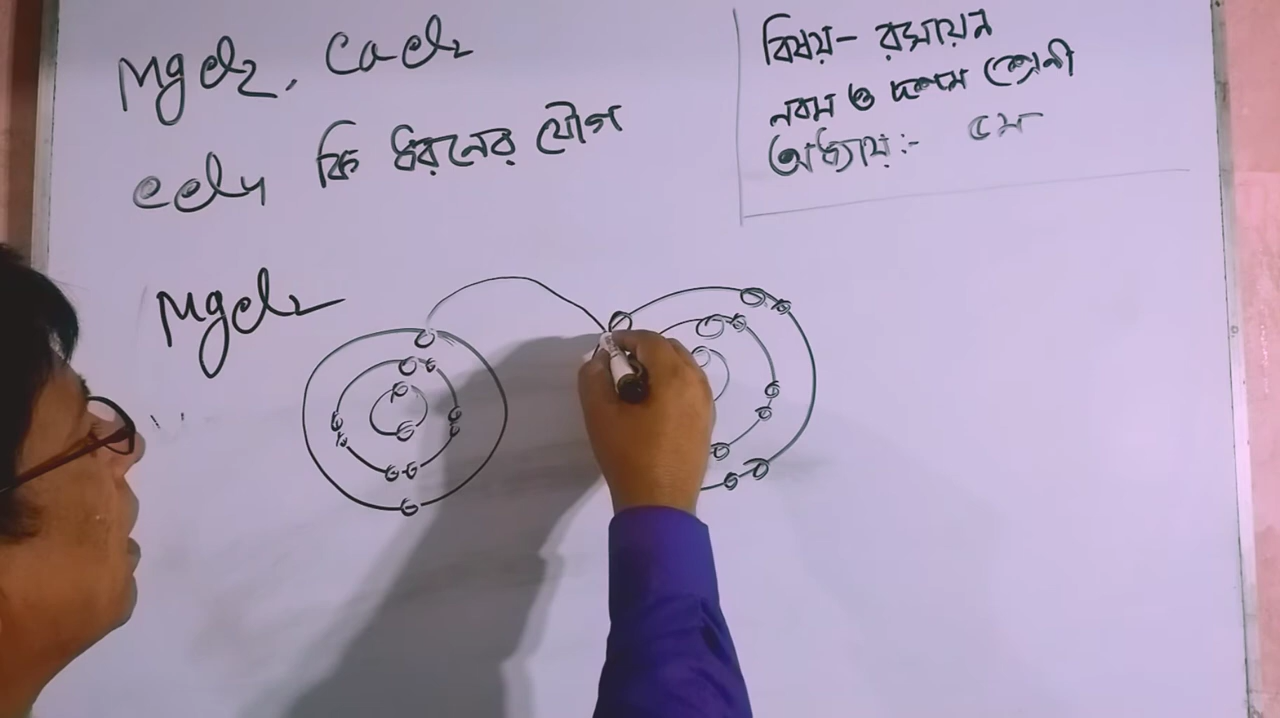 MgCl₂, CaCl₂
CCl₄ কি ধরনের যৌগ
বিষয়- রসায়ন
নবম ও দশম শ্রেণী
অধ্যায়:- ৫ম
MgCl₂